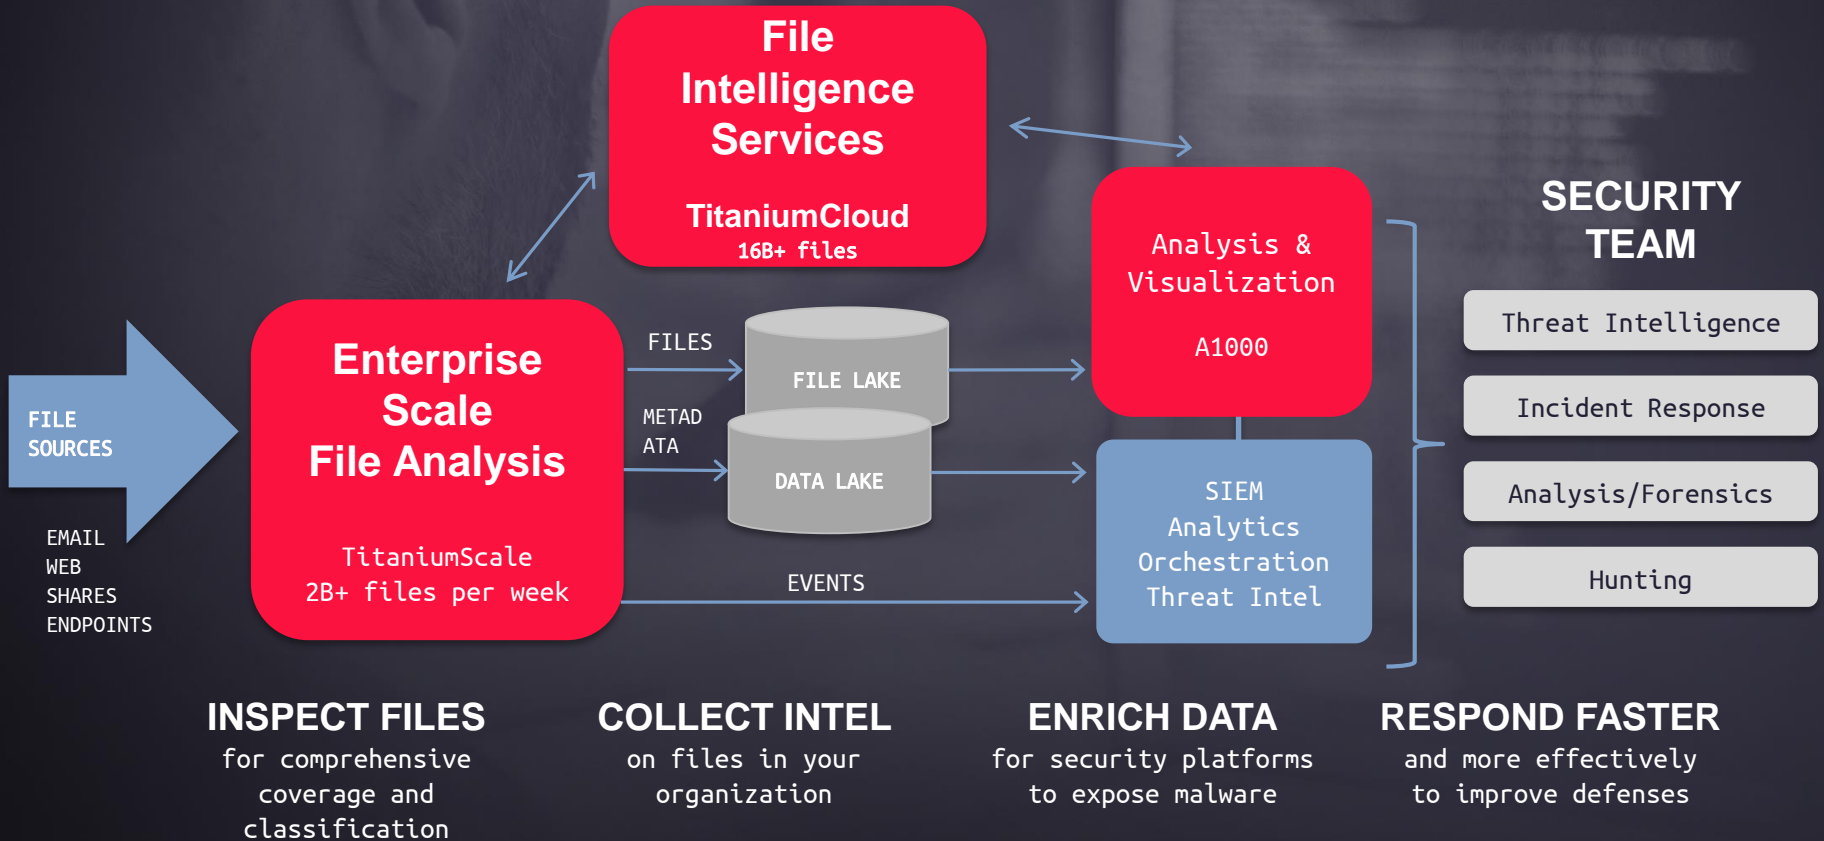 File
Intelligence
Services
TitaniumCloud
16B+ files
FILE
SOURCES
EMAIL
WEB
SHARES
ENDPOINTS
Enterprise
Scale
File Analysis
TitaniumScale
2B+ files per week
FILES
METAD
ATA
EVENTS
FILE LAKE
DATA LAKE
Analysis &
Visualization
A1000
SIEM
Analytics
Orchestration
Threat Intel
SECURITY
TEAM
Threat Intelligence
Incident Response
Analysis/Forensics
Hunting
INSPECT FILES
for comprehensive
coverage and
classification
COLLECT INTEL
on files in your
organization
ENRICH DATA
for security platforms
to expose malware
RESPOND FASTER
and more effectively
to improve defenses